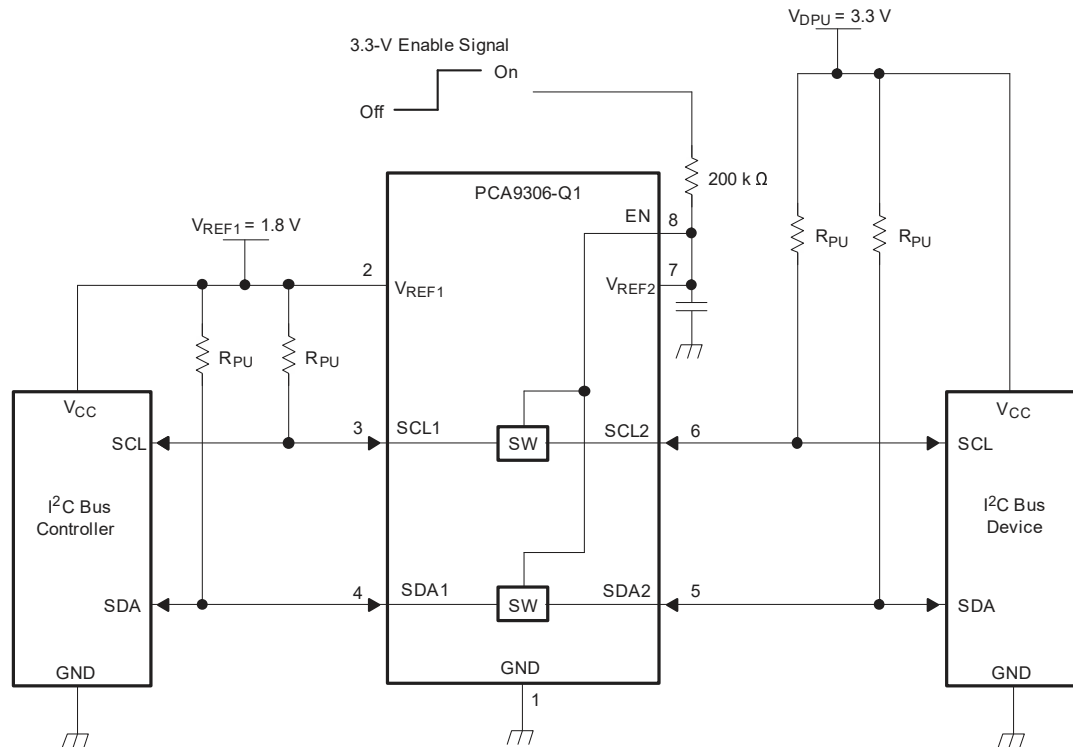 V_DPU = 3.3 V
3.3-V Enable Signal
On
Off
PCA9306-Q1
200 k Ω
EN
8
V_REF1 = 1.8 V
R_PU
R_PU
2
7
V_REF1
V_REF2
R_PU
R_PU
V_CC
V_CC
SCL
3
SCL1
SW
SCL2
6
SCL
I²C Bus
Controller
I²C Bus
Device
SDA
4
SDA1
SW
SDA2
5
SDA
GND
GND
GND
1